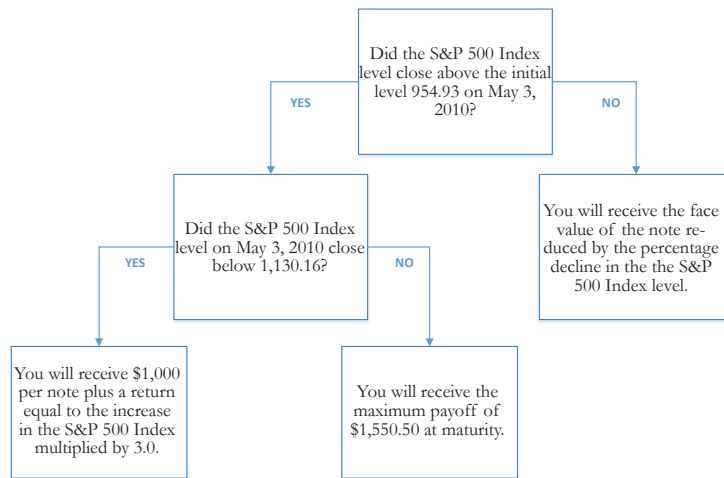 Did the S&P 500 Index
level close above the initial
level 954.93 on May 3,
2010?
YES
NO
Did the S&P 500 Index
level on May 3, 2010 close
below 1,130.16?
You will receive the face
value of the note re-
duced by the percentage
decline in the the S&P
500 Index level.
YES
NO
You will receive $1,000
per note plus a return
equal to the increase
in the S&P 500 Index
multiplied by 3.0.
You will receive the
maximum payoff of
$1,550.50 at maturity.